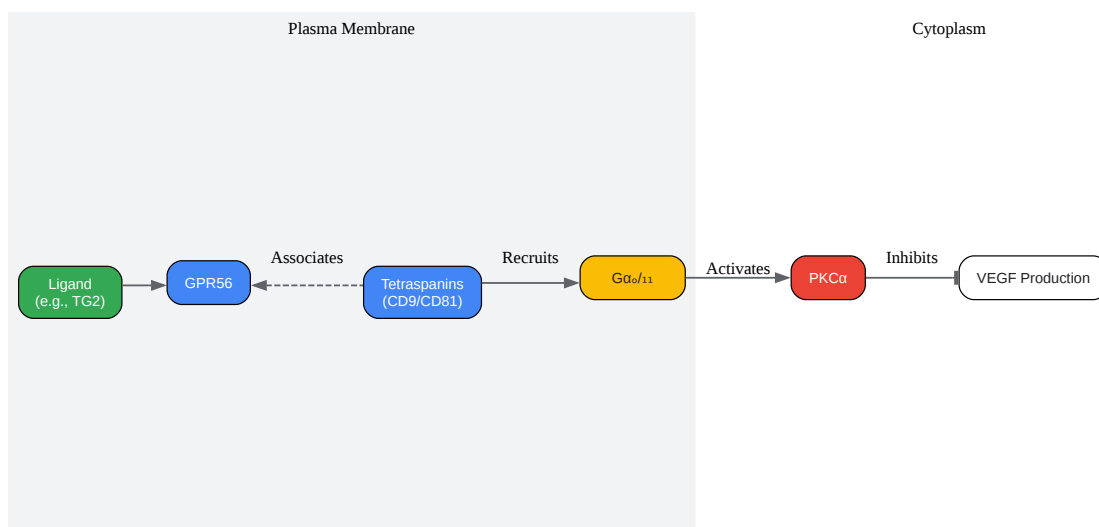 Plasma Membrane
Cytoplasm
Associates
Recruits
Activates
Inhibits
Ligand
(e.g., TG2)
GPR56
Tetraspanins
(CD9/CD81)
Gαₒ/₁₁
PKCα
VEGF Production